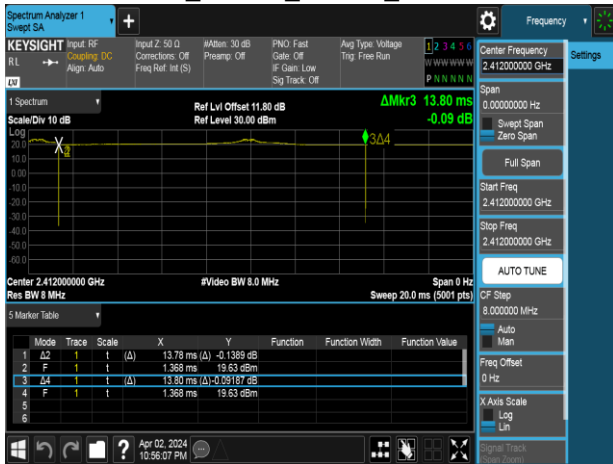 Spectrum Analyzer 1
Swept SA
+
Frequency
KEYSIGHT
Input: RF
Input Z: 50 Ω
#Atten: 30 dB
PNO: Fast
Avg Type: Voltage
1 2 3 4 5 6
RL
Coupling: DC
Corrections: Off
Preamp: Off
Gate: Off
Trig: Free Run
Align: Auto
Freq Ref: Int (S)
IF Gain: Low
W W W W W W
Sig Track: Off
P N N N N N
LXI
Center Frequency
2.412000000 GHz
Settings
Span
0.00000000 Hz
Swept Span
Zero Span
Full Span
Start Freq
2.412000000 GHz
Stop Freq
2.412000000 GHz
AUTO TUNE
CF Step
8.000000 MHz
Auto
Man
Freq Offset
0 Hz
X Axis Scale
Log
Lin
Signal Track
(Span Zoom)
1 Spectrum
Ref Lvl Offset 11.80 dB
ΔMkr3 13.80 ms
Scale/Div 10 dB
Ref Level 30.00 dBm
-0.09 dB
Log
20.0
10.0
0.00
-10.0
-20.0
-30.0
-40.0
-50.0
-60.0
X
3Δ4
Center 2.412000000 GHz
#Video BW 8.0 MHz
Span 0 Hz
Res BW 8 MHz
Sweep 20.0 ms (5001 pts)
5 Marker Table
Mode Trace Scale X Y Function Function Width Function Value
1 Δ2 1 t (Δ) 13.78 ms (Δ) -0.1389 dB
2 F 1 t 1.368 ms 19.63 dBm
3 Δ4 1 t (Δ) 13.80 ms (Δ) -0.09187 dB
4 F 1 t 1.368 ms 19.63 dBm
5
6
?
Apr 02, 2024
10:56:07 PM